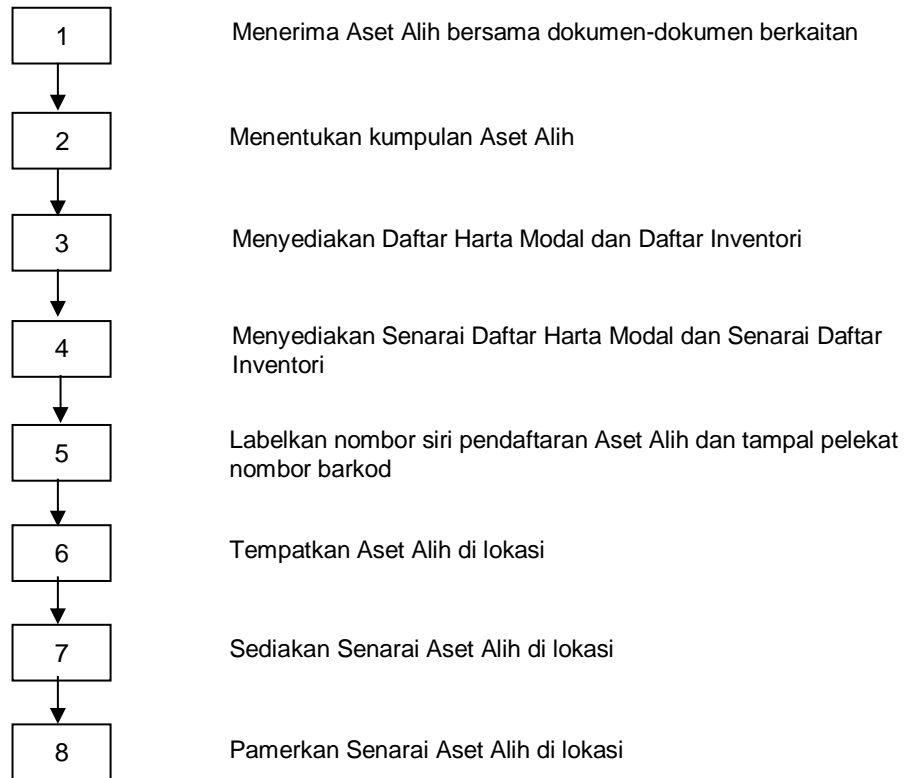 1 Menerima Aset Alih bersama dokumen-dokumen berkaitan
2 Menentukan kumpulan Aset Alih
3 Menyediakan Daftar Harta Modal dan Daftar Inventori
4 Menyediakan Senarai Daftar Harta Modal dan Senarai Daftar
Inventori
5 Labelkan nombor siri pendaftaran Aset Alih dan tampal pelekat
nombor barkod
6 Tempatkan Aset Alih di lokasi
7 Sediakan Senarai Aset Alih di lokasi
8 Pamerkan Senarai Aset Alih di lokasi